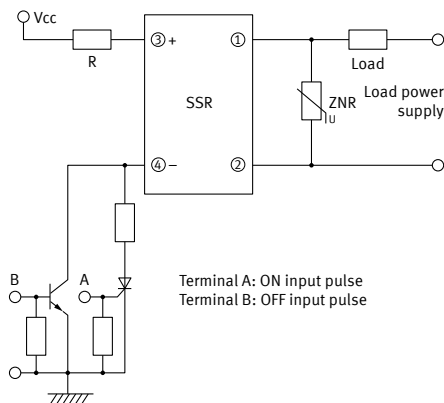 Vcc
R
③ +
SSR
①
Load
ZNR
U
Load power
supply
④ −
②
B
A
Terminal A: ON input pulse
Terminal B: OFF input pulse